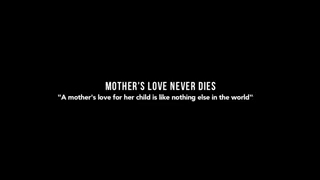 MOTHER'S LOVE NEVER DIES
"A mother's love for her child is like nothing else in the world"